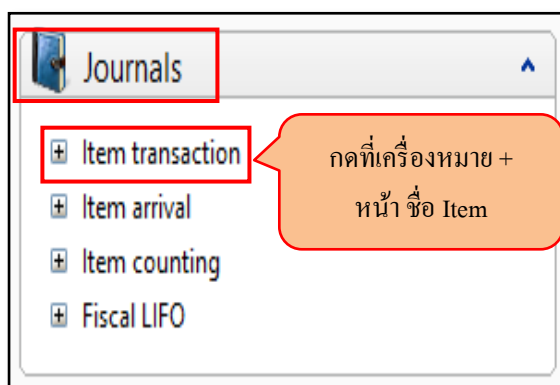 Journals
Item transaction
กดที่เครื่องหมาย +
หน้า ชื่อ Item
Item arrival
Item counting
Fiscal LIFO